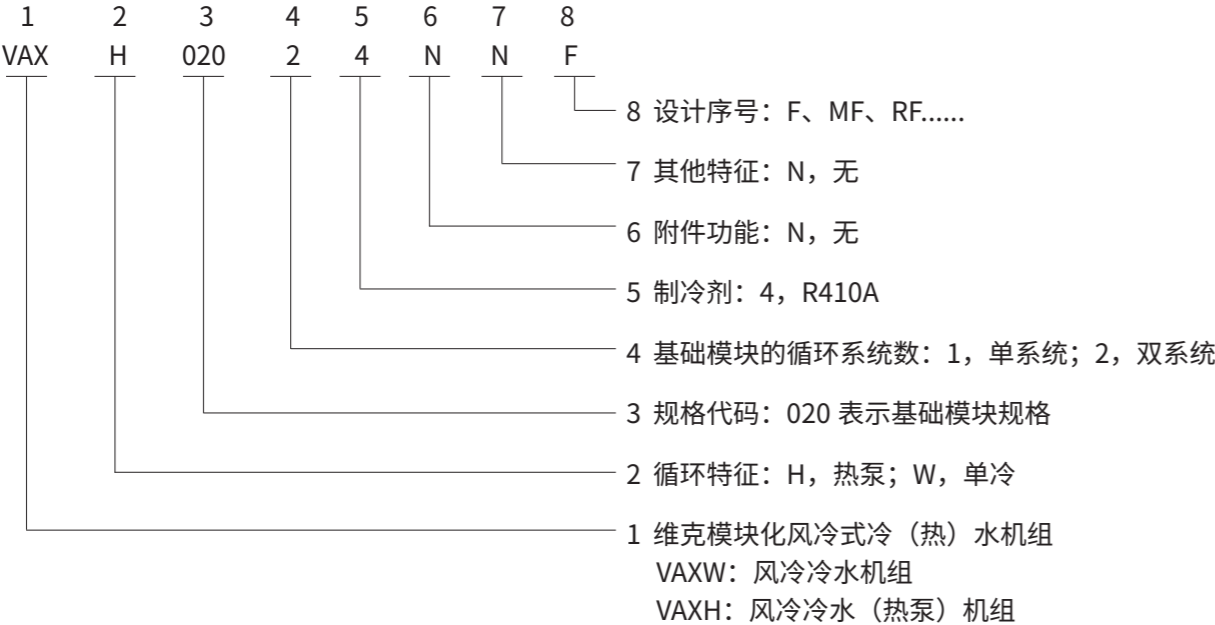 1 2 3 4 5 6 7 8
VAX H 020 2 4 N N F
8 设计序号：F、MF、RF......
7 其他特征：N，无
6 附件功能：N，无
5 制冷剂：4，R410A
4 基础模块的循环系统数：1，单系统；2，双系统
3 规格代码：020 表示基础模块规格
2 循环特征：H，热泵；W，单冷
1 维克模块化风冷式冷（热）水机组
VAXW：风冷冷水机组
VAXH：风冷冷水（热泵）机组